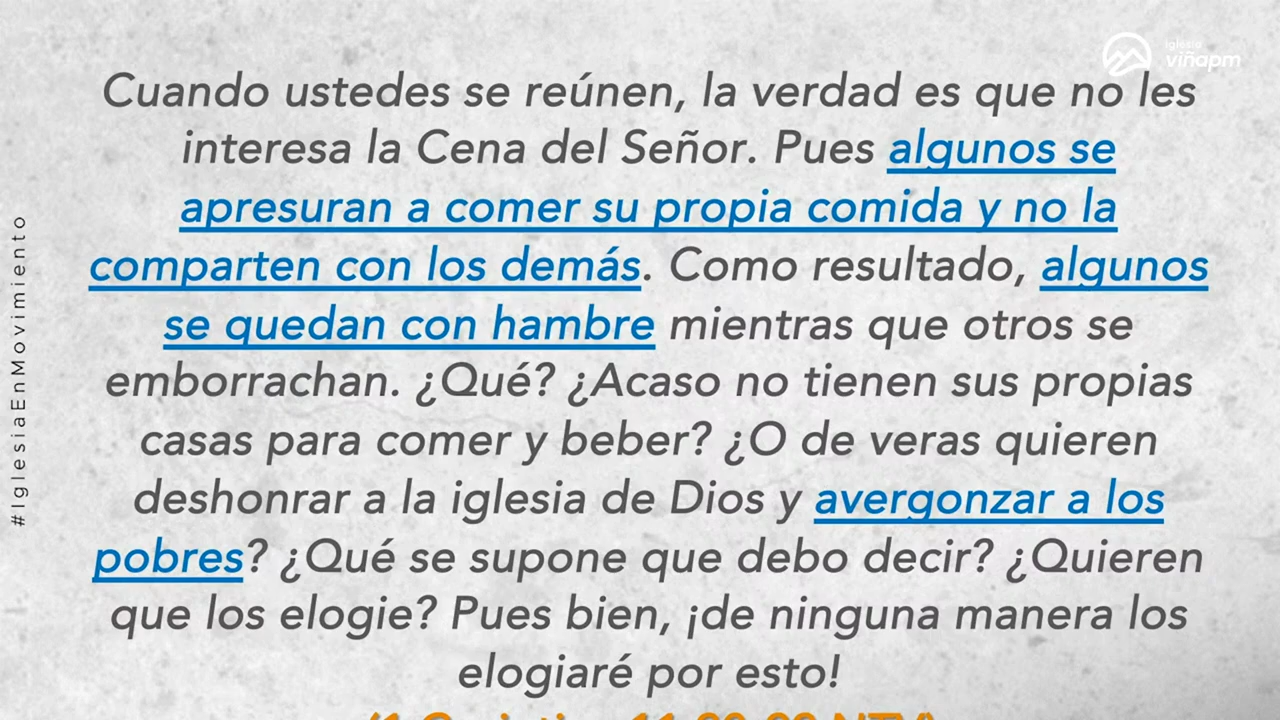 iglesia
viñapm
Cuando ustedes se reúnen, la verdad es que no les
interesa la Cena del Señor. Pues algunos se
apresuran a comer su propia comida y no la
comparten con los demás. Como resultado, algunos
se quedan con hambre mientras que otros se
emborrachan. ¿Qué? ¿Acaso no tienen sus propias
casas para comer y beber? ¿O de veras quieren
deshonrar a la iglesia de Dios y avergonzar a los
pobres? ¿Qué se supone que debo decir? ¿Quieren
que los elogie? Pues bien, ¡de ninguna manera los
elogiaré por esto!
#IglesiaEnMovimiento